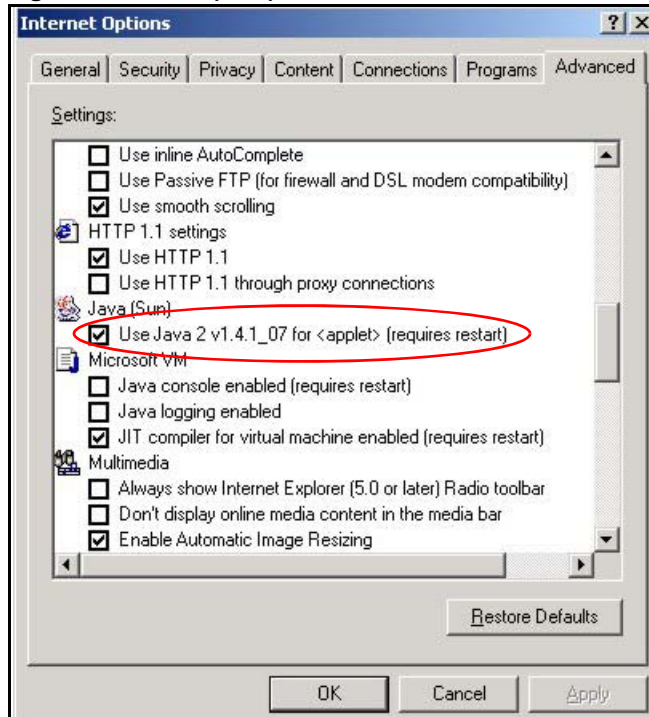 Internet Options
General Security Privacy Content Connections Programs Advanced
Settings:
Use inline AutoComplete
Use Passive FTP (for firewall and DSL modem compatibility)
Use smooth scrolling
HTTP 1.1 settings
Use HTTP 1.1
Use HTTP 1.1 through proxy connections
Java (Sun)
Use Java 2 v1.4.1_07 for <applet> (requires restart)
Microsoft VM
Java console enabled (requires restart)
Java logging enabled
JIT compiler for virtual machine enabled (requires restart)
Multimedia
Always show Internet Explorer (5.0 or later) Radio toolbar
Don't display online media content in the media bar
Enable Automatic Image Resizing
Restore Defaults
OK Cancel Apply